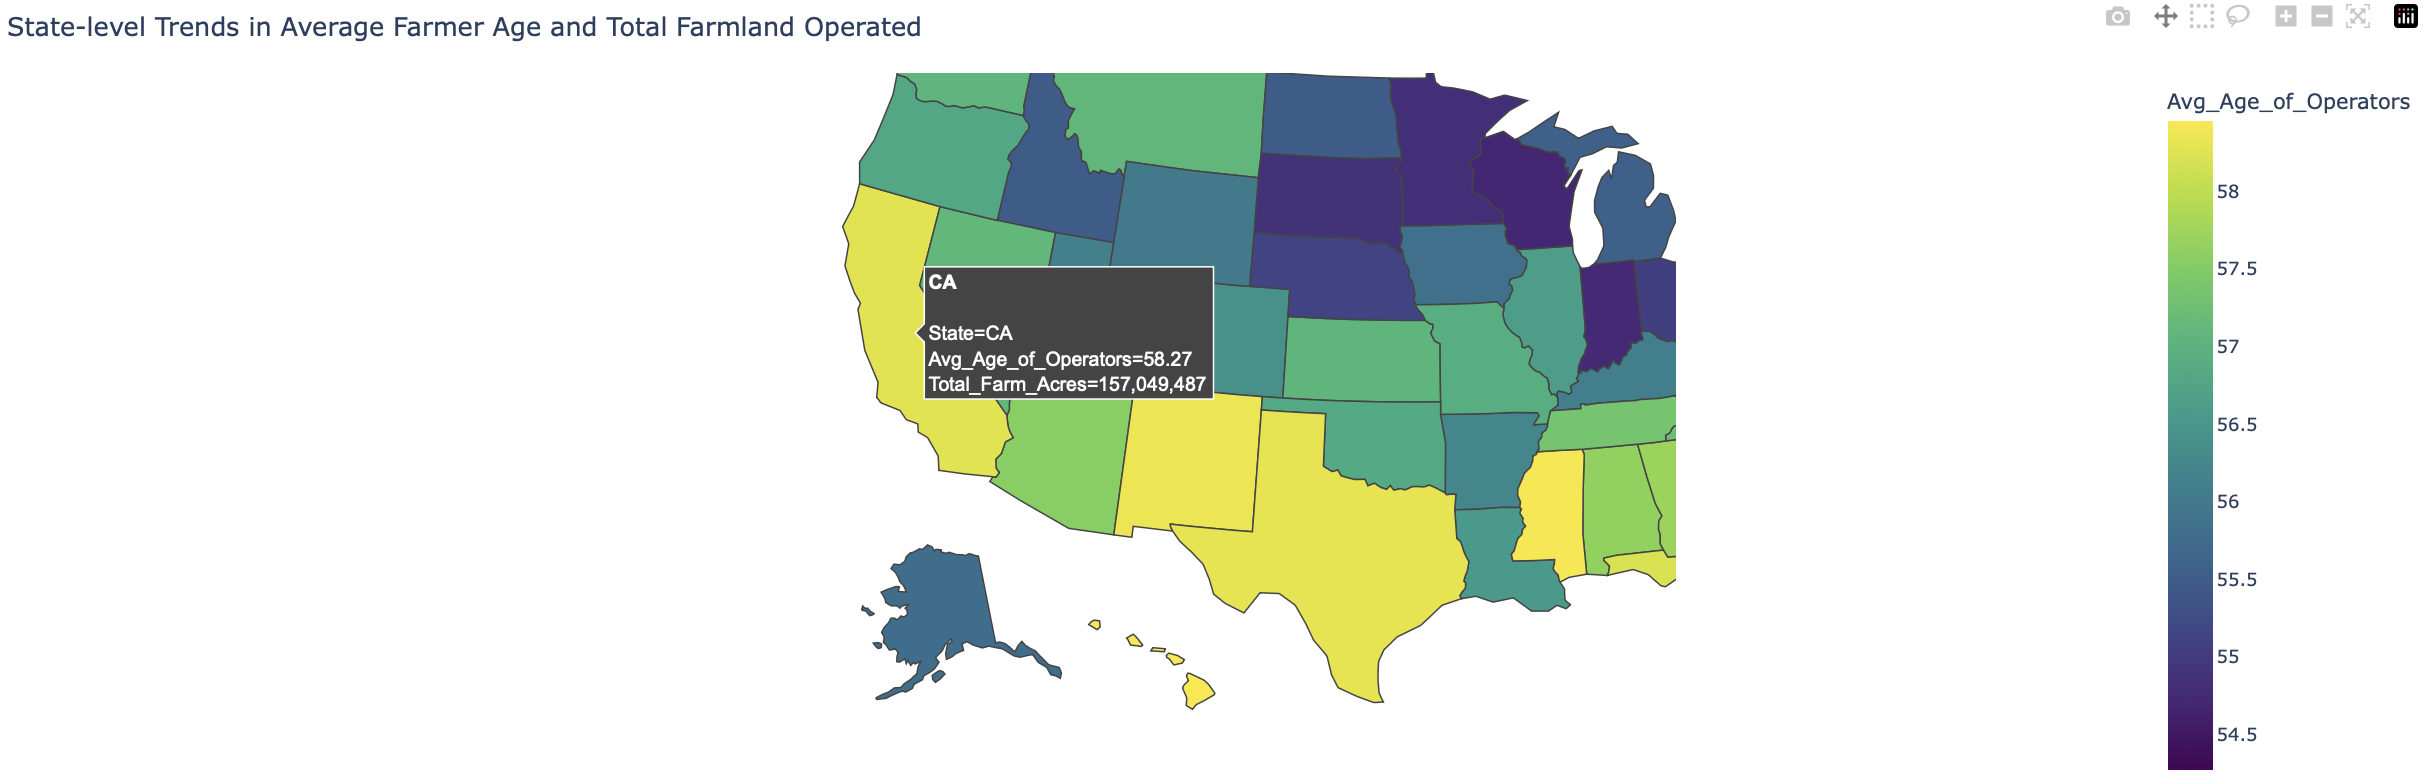 State-level Trends in Average Farmer Age and Total Farmland Operated
Avg_Age_of_Operators
58
57.5
57
56.5
56
55.5
55
54.5
CA
State=CA
Avg_Age_of_Operators=58.27
Total_Farm_Acres=157,049,487